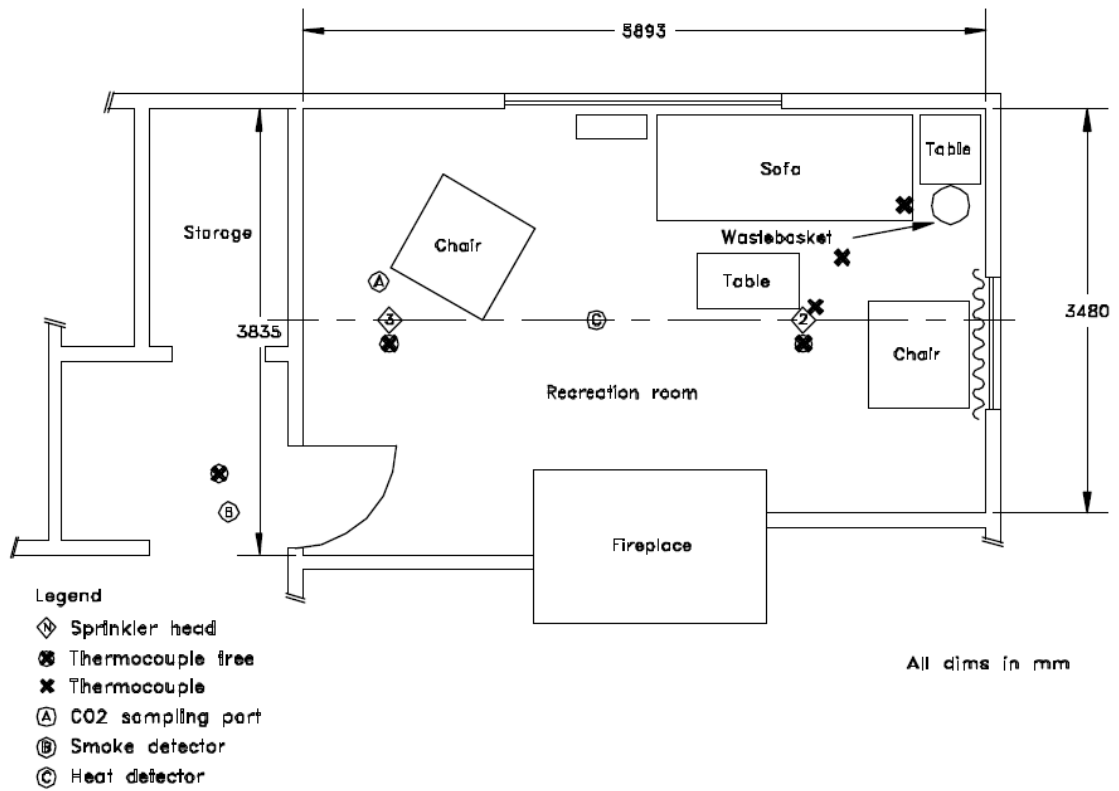 5893
Table
Sofa
Storage
Wastebasket
Chair
A
Table
3
C
2
3480
3835
Chair
Recreation room
B
Fireplace
Legend
N Sprinkler head
Thermocouple tree
Thermocouple
A CO2 sampling port
B Smoke detector
C Heat detector
All dims in mm